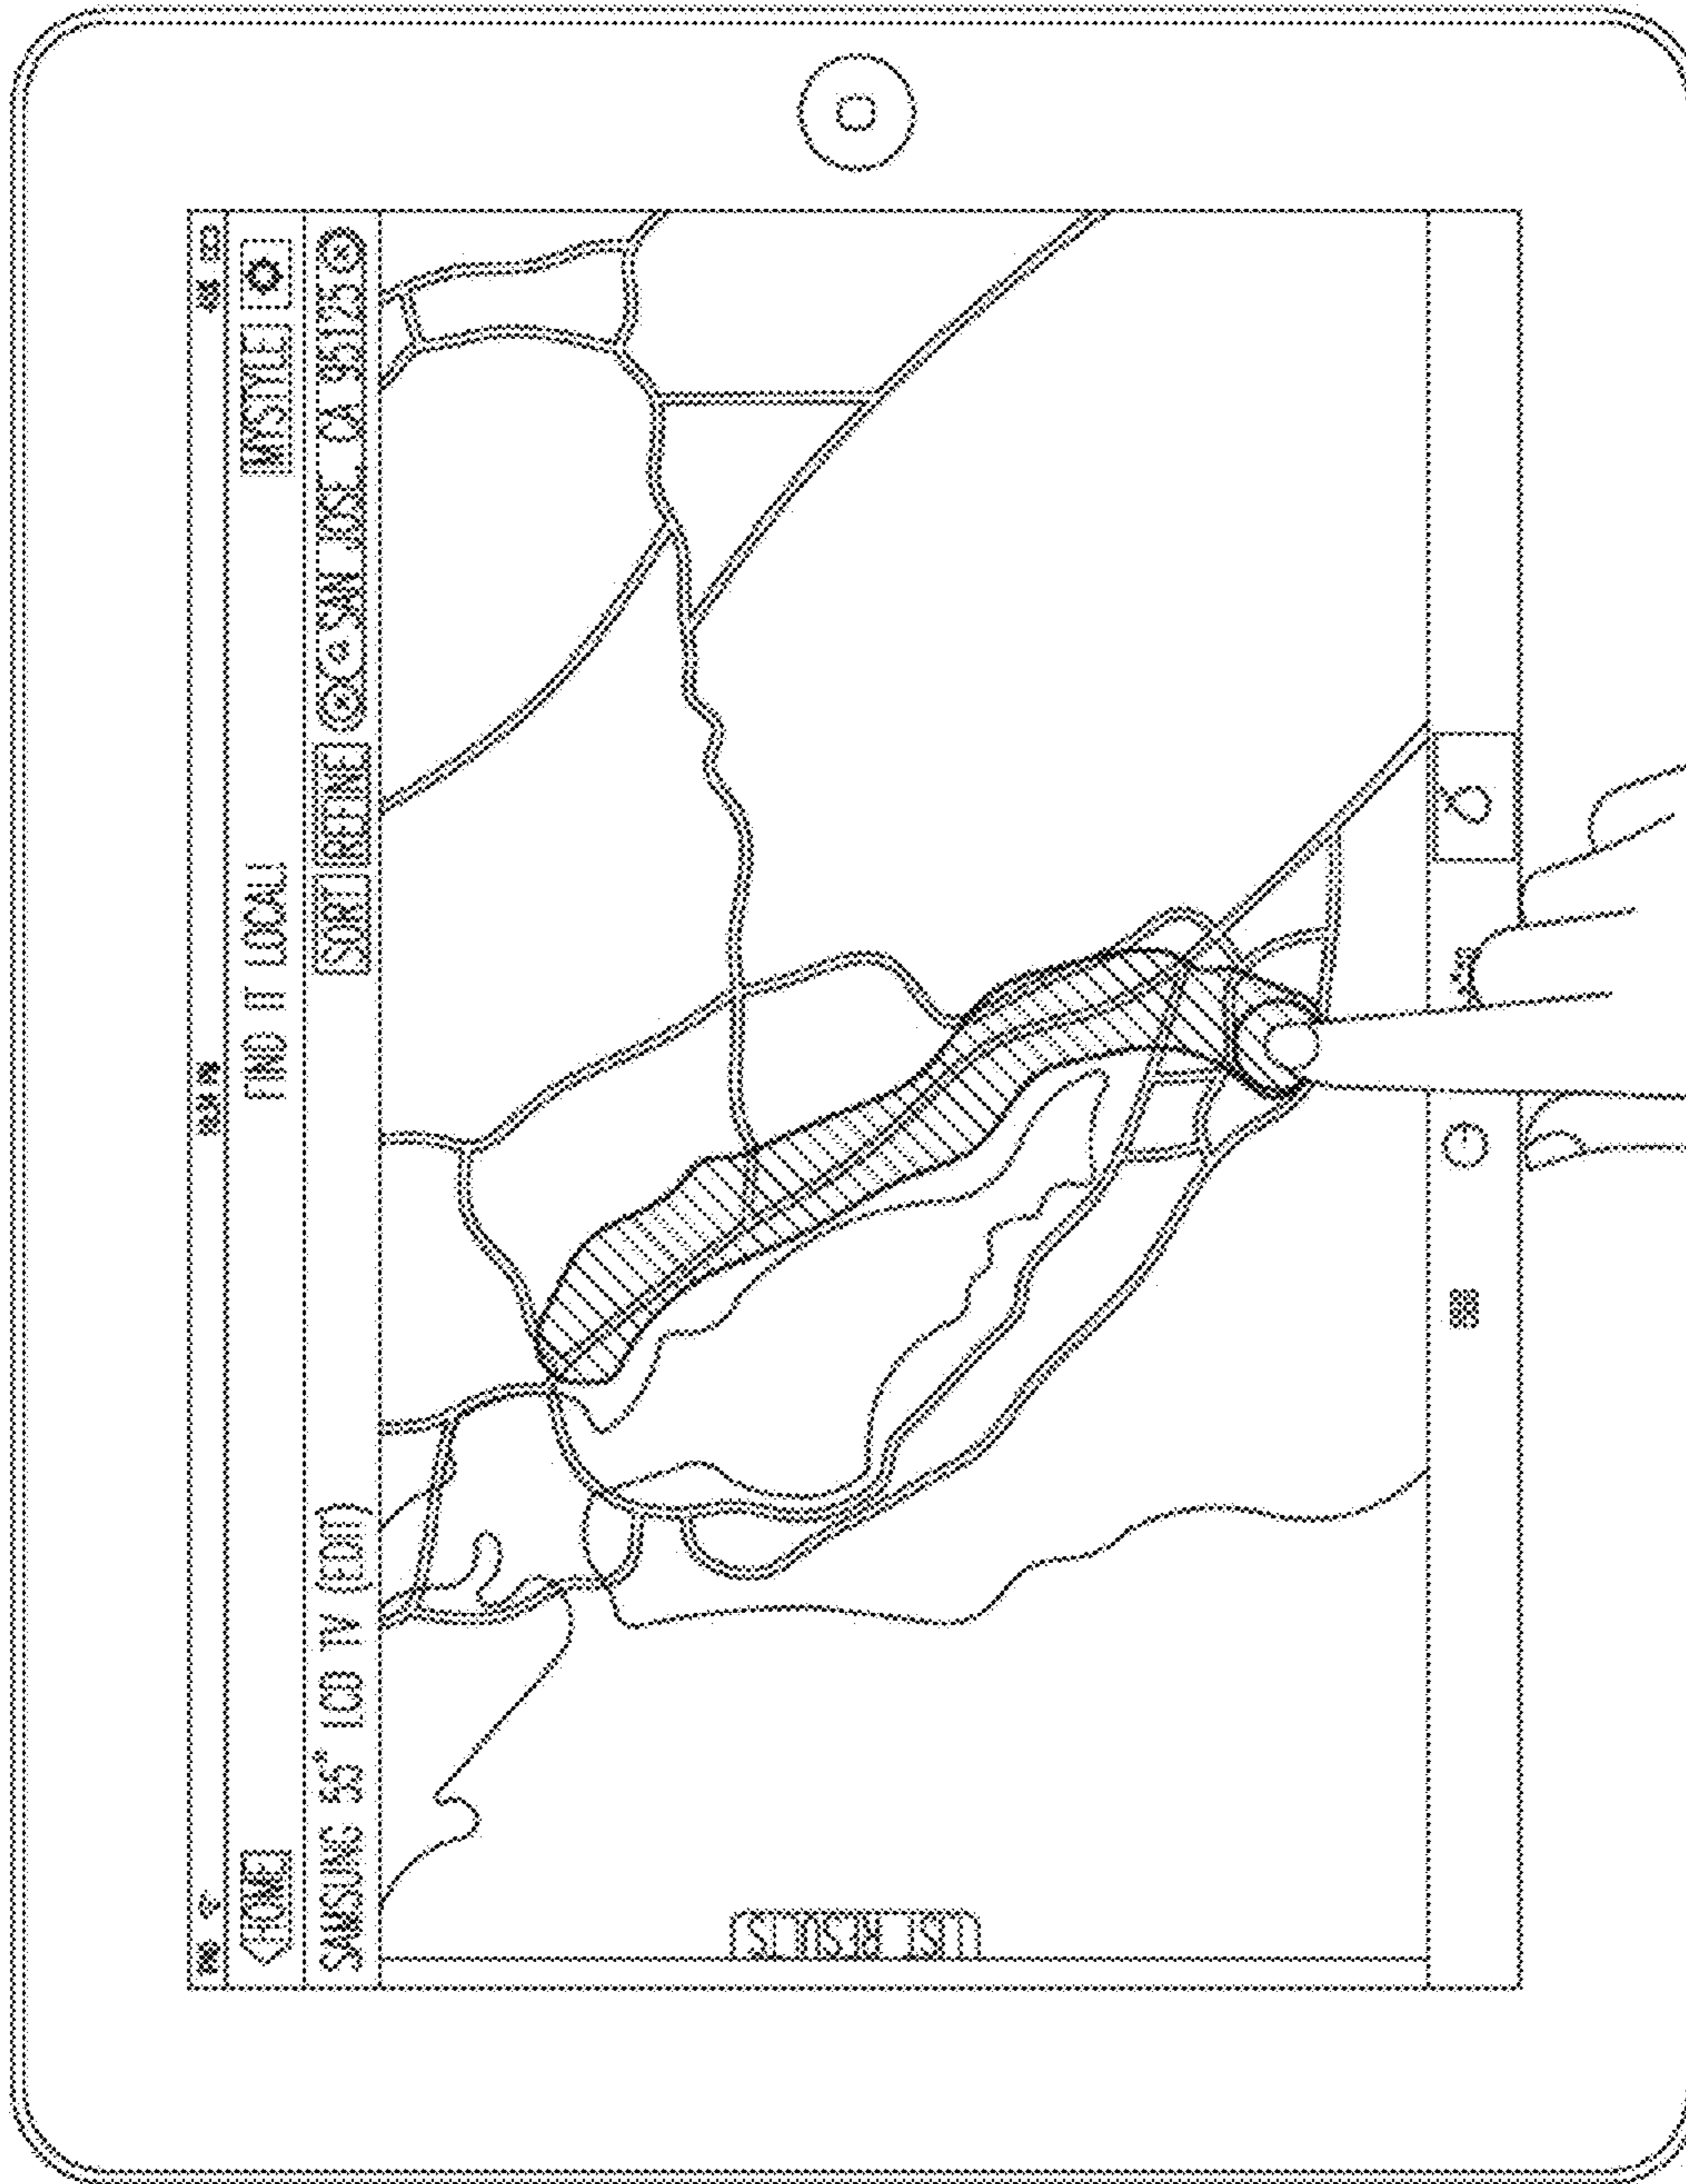 FIND IT LOCAL!
<HOME MYSTYLE
SAMSUNG 55" LCD TV (EDIT) SORT REFINE SAN JOSE, CA 95125
LIST RESULTS